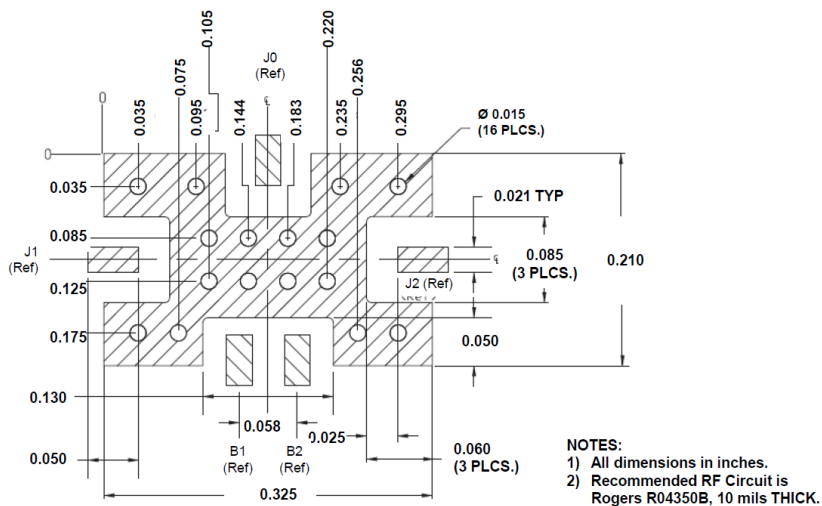 0.105
0.220
J0
(Ref)
0.075
0.256
0
0.035
0.095
0.144
0.183
0.235
0.295
Ø 0.015
(16 PLCS.)
0
0.035
0.021 TYP
0.085
J1
(Ref)
0.085
(3 PLCS.)
0.210
0.125
J2 (Ref)
0.175
0.050
0.130
0.058
0.025
0.050
B1
(Ref)
B2
(Ref)
0.060
(3 PLCS.)
0.325
NOTES:
1) All dimensions in inches.
2) Recommended RF Circuit is
Rogers R04350B, 10 mils THICK.